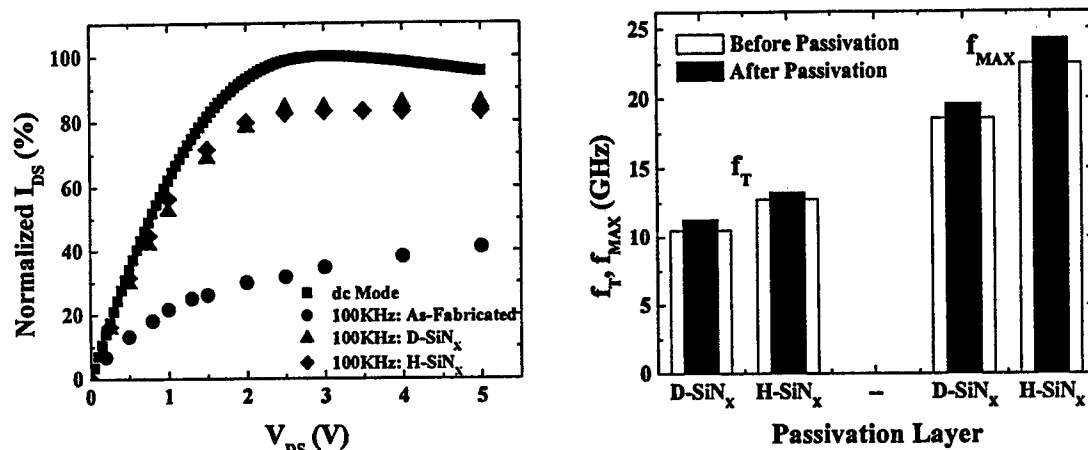 Normalized I_DS (%)
100
80
60
40
20
0
0 1 2 3 4 5
V_DS (V)
dc Mode
100KHz: As-Fabricated
100KHz: D-SiN_X
100KHz: H-SiN_X
f_T, f_MAX (GHz)
25
20
15
10
5
0
Before Passivation
After Passivation
f_T
f_MAX
D-SiN_X H-SiN_X -- D-SiN_X H-SiN_X
Passivation Layer